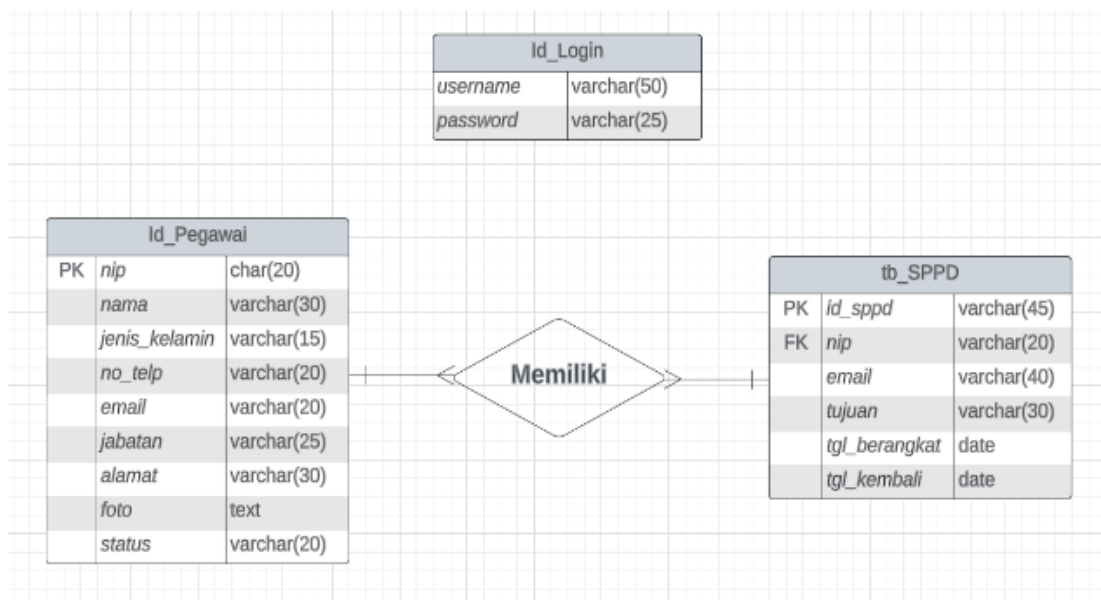 Id_Login
username varchar(50)
password varchar(25)
Id_Pegawai
PK nip char(20)
nama varchar(30)
jenis_kelamin varchar(15)
no_telp varchar(20)
email varchar(20)
jabatan varchar(25)
alamat varchar(30)
foto text
status varchar(20)
Memiliki
tb_SPPD
PK id_sppd varchar(45)
FK nip varchar(20)
email varchar(40)
tujuan varchar(30)
tgl_berangkat date
tgl_kembali date